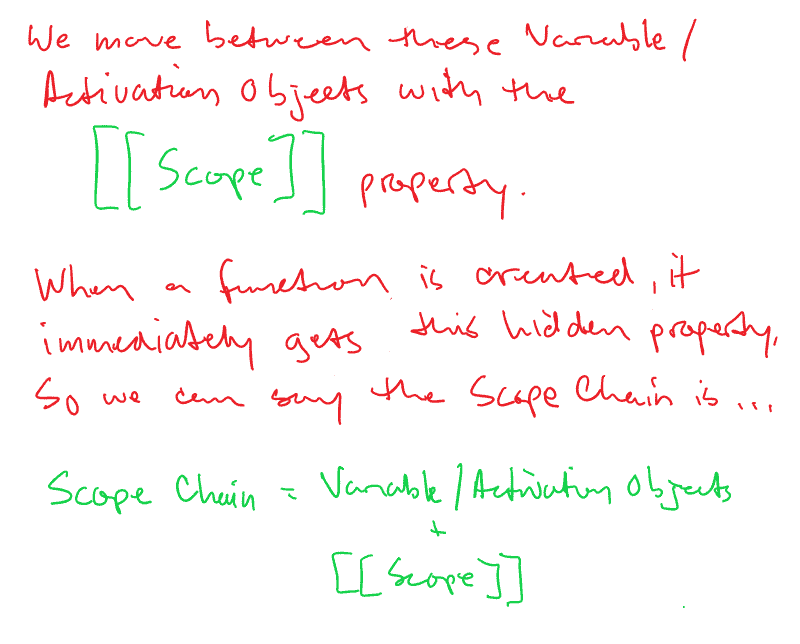 We move between these Variable/
Activation Objects with the
[[Scope]] property.
When a function is created, it
immediately gets this hidden property.
So we can say the Scope Chain is...
Scope Chain = Variable/Activation Objects
+
[[Scope]]